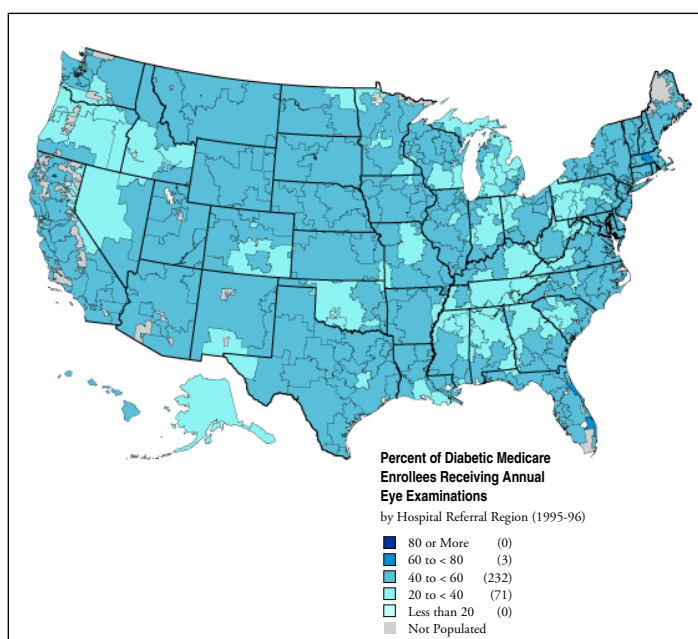 Percent of Diabetic Medicare
Enrollees Receiving Annual
Eye Examinations
by Hospital Referral Region (1995-96)
80 or More (0)
60 to < 80 (3)
40 to < 60 (232)
20 to < 40 (71)
Less than 20 (0)
Not Populated